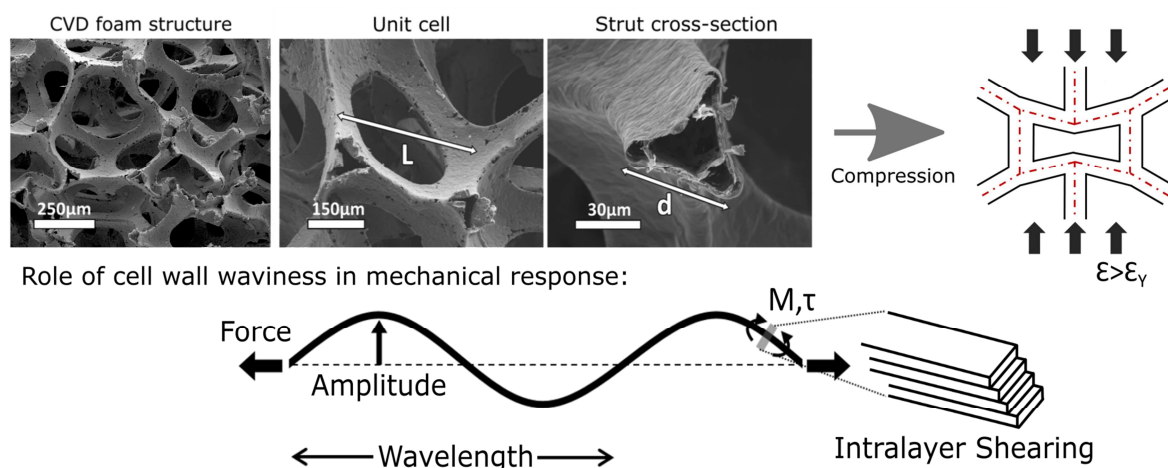 CVD foam structure
Unit cell
Strut cross-section
250µm
L
150µm
d
30µm
Compression
Ɛ>Ɛ_Y
Role of cell wall waviness in mechanical response:
Force
Amplitude
M,τ
Wavelength
Intralayer Shearing